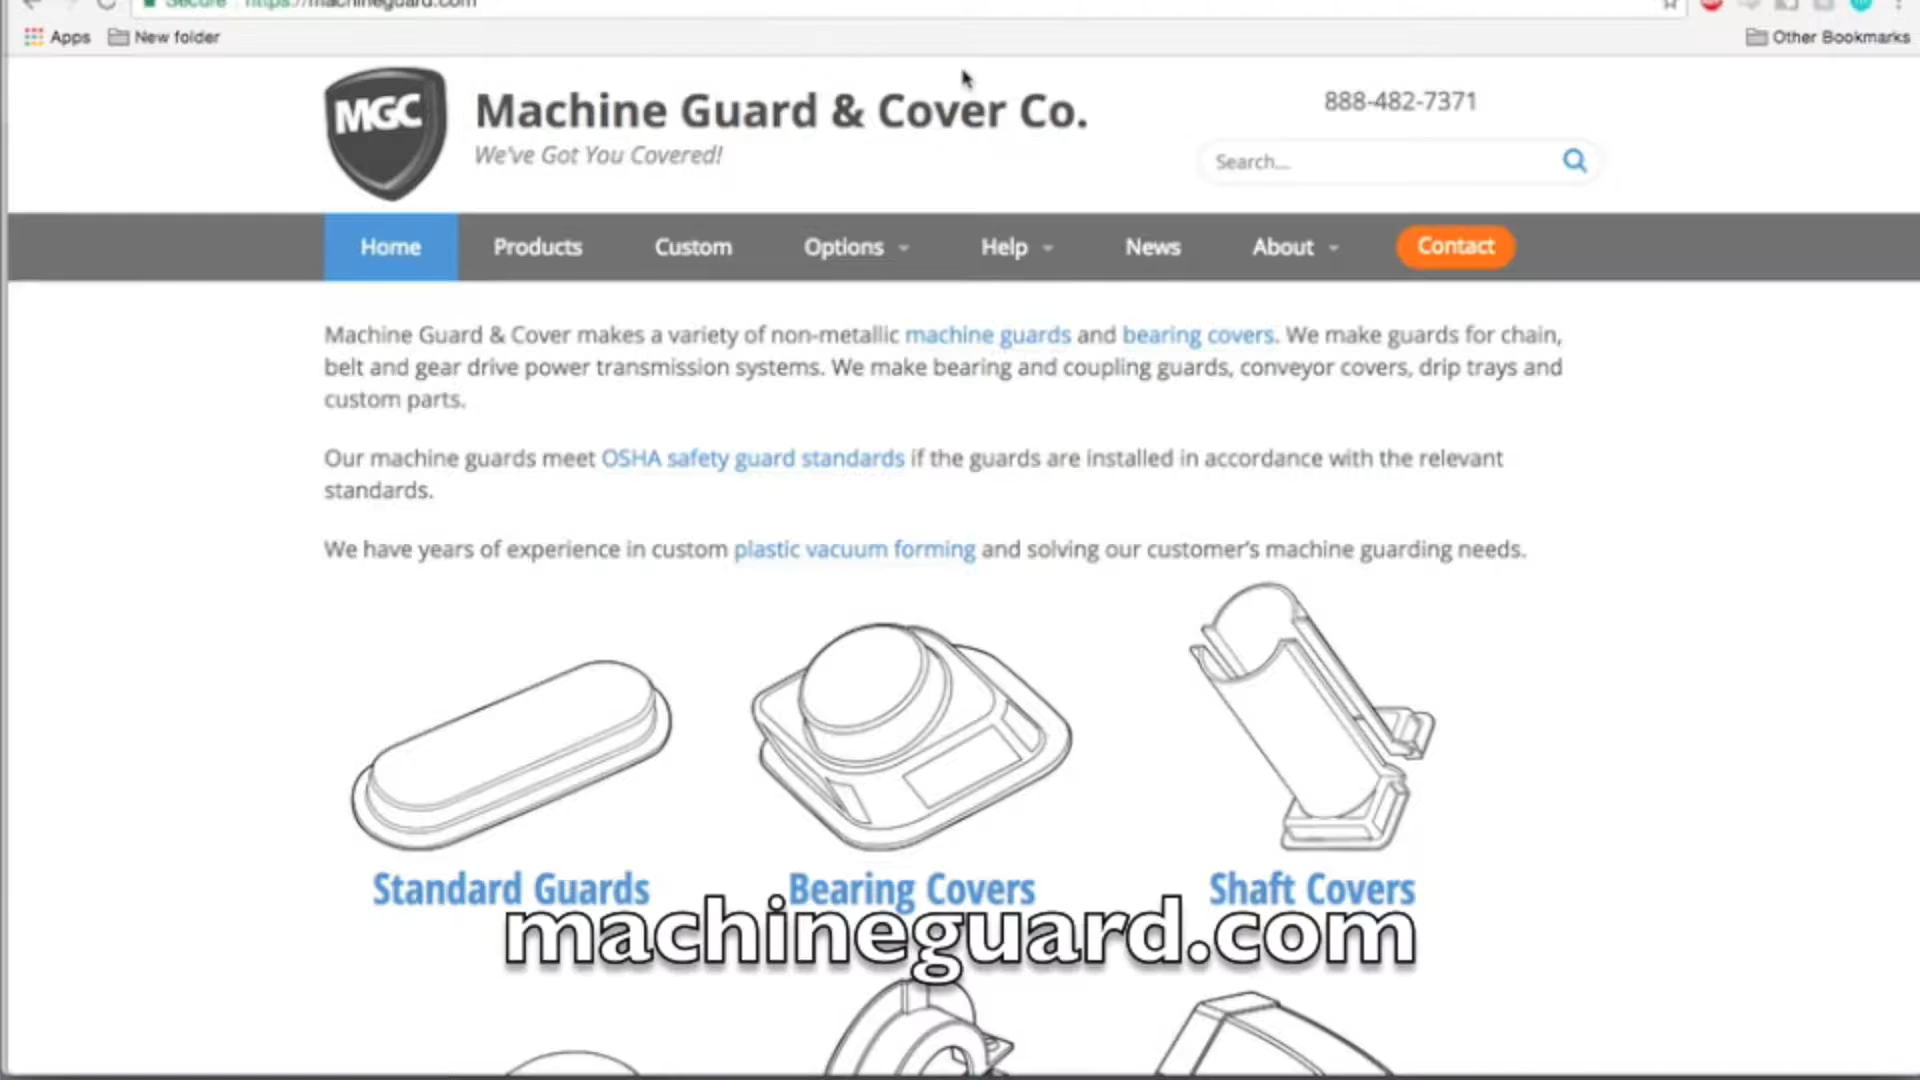 Secure https://machineguard.com
Apps New folder Other Bookmarks
MGC
Machine Guard & Cover Co.
We've Got You Covered!
888-482-7371
Search...
Home Products Custom Options Help News About Contact
Machine Guard & Cover makes a variety of non-metallic machine guards and bearing covers. We make guards for chain,
belt and gear drive power transmission systems. We make bearing and coupling guards, conveyor covers, drip trays and
custom parts.
Our machine guards meet OSHA safety guard standards if the guards are installed in accordance with the relevant
standards.
We have years of experience in custom plastic vacuum forming and solving our customer's machine guarding needs.
Standard Guards Bearing Covers Shaft Covers
machineguard.com